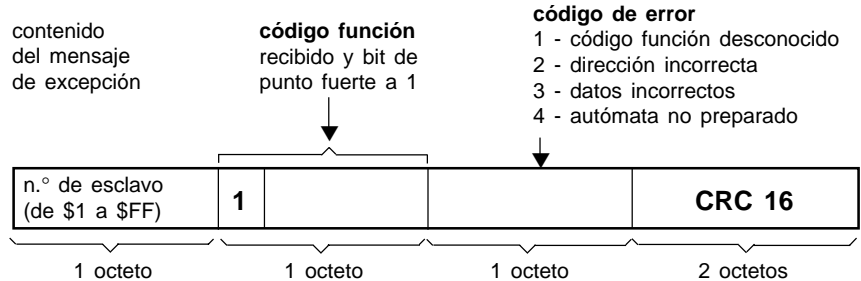 contenido
del mensaje
de excepción
código función
recibido y bit de
punto fuerte a 1
código de error
1 - código función desconocido
2 - dirección incorrecta
3 - datos incorrectos
4 - autómata no preparado
n.° de esclavo
(de $1 a $FF)
1
CRC 16
1 octeto
1 octeto
1 octeto
2 octetos